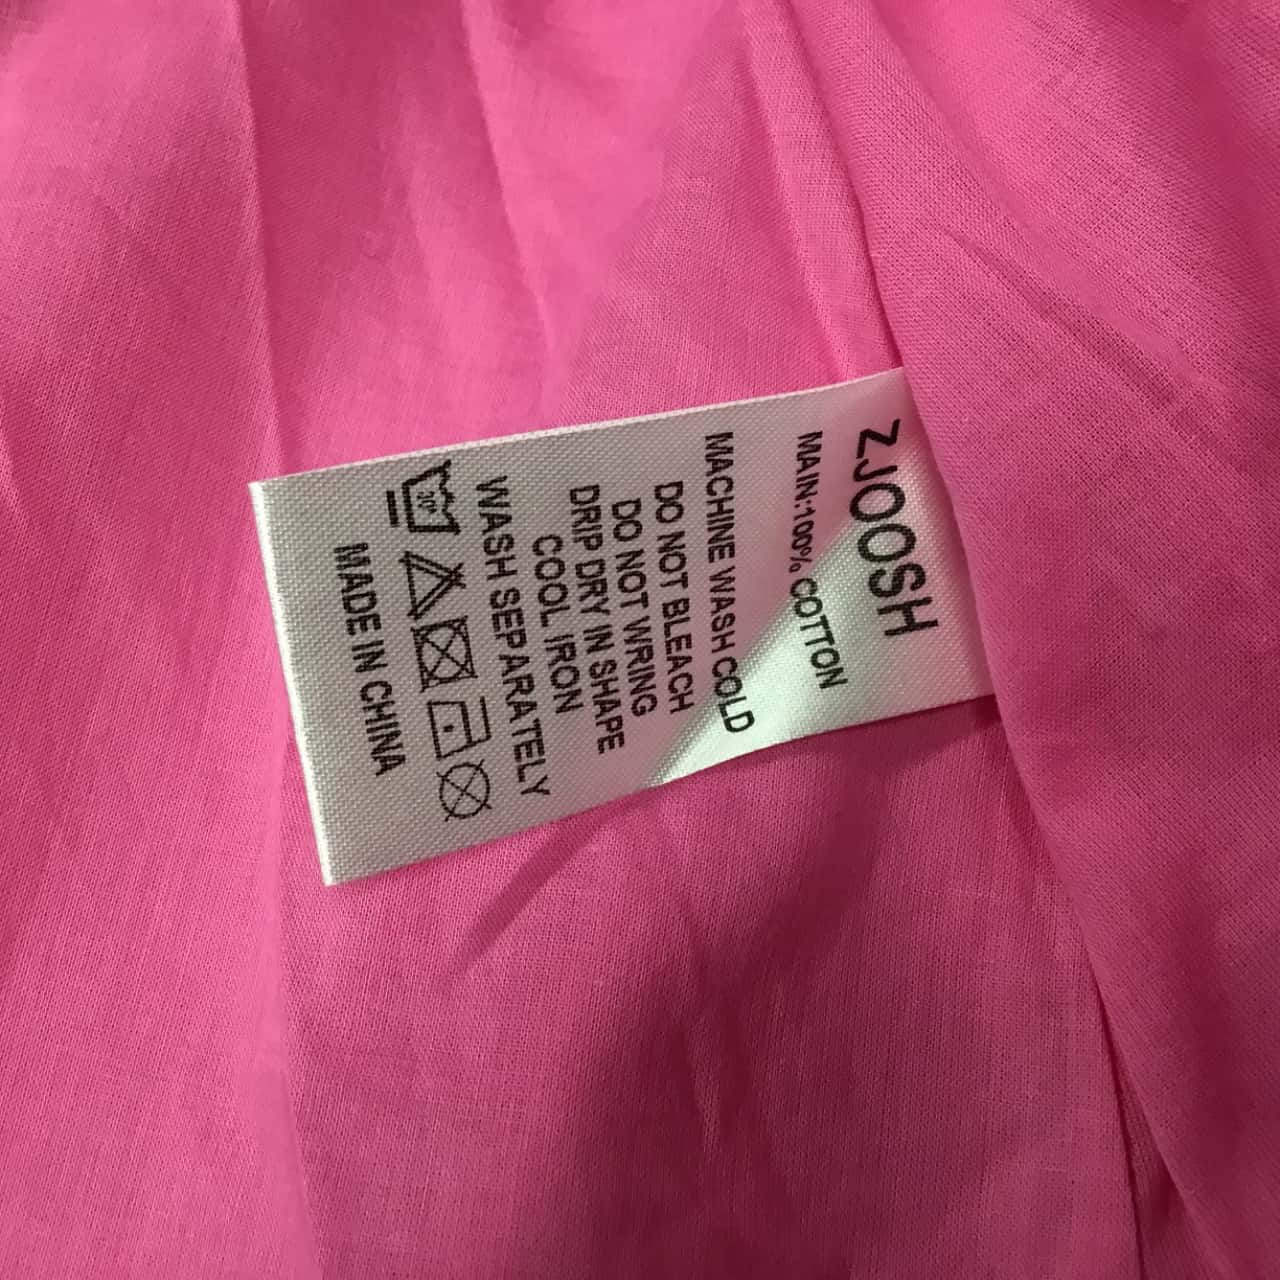 ZJOOSH
MAIN:100% COTTON
MACHINE WASH COLD
DO NOT BLEACH
DO NOT WRING
DRIP DRY IN SHAPE
COOL IRON
WASH SEPARATELY
30°
MADE IN CHINA